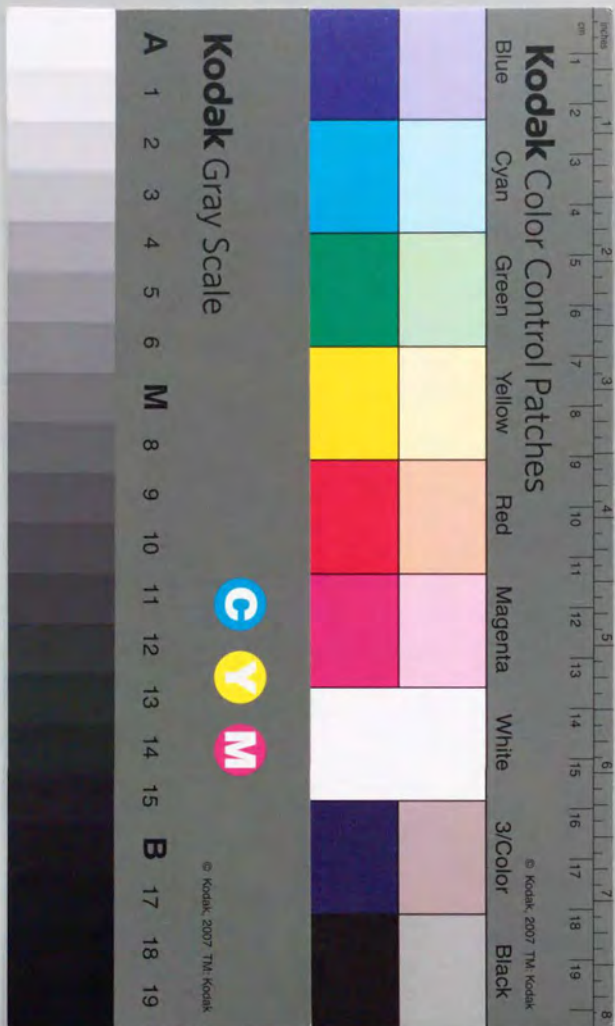 inches
1 2 3 4 5 6 7 8
cm
1 2 3 4 5 6 7 8 9 10 11 12 13 14 15 16 17 18 19
Kodak Color Control Patches
© Kodak, 2007 TM: Kodak
Blue Cyan Green Yellow Red Magenta White 3/Color Black
Kodak Gray Scale
C Y M
© Kodak, 2007 TM: Kodak
A 1 2 3 4 5 6 M 8 9 10 11 12 13 14 15 B 17 18 19